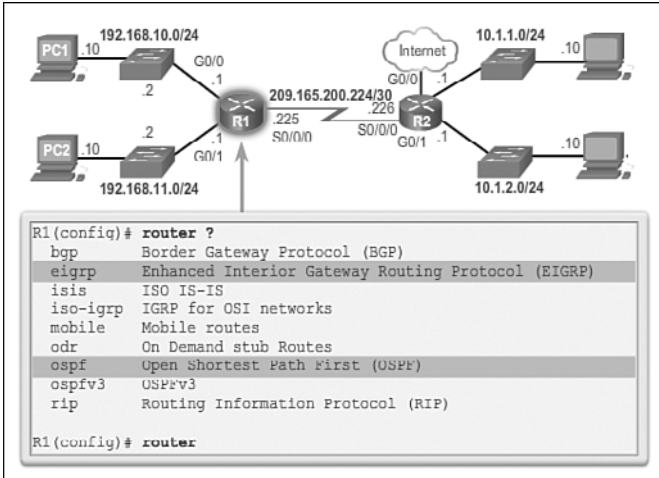 192.168.10.0/24
10.1.1.0/24
PC1 .10
Internet
.10
G0/0
G0/0
.1
.2
.1
209.165.200.224/30
.226
.225
R1
R2
S0/0/0
S0/0/0
.2
.1
G0/1
.1
PC2 .10
G0/1
.10
192.168.11.0/24
10.1.2.0/24
R1(config)# router ?
bgp Border Gateway Protocol (BGP)
eigrp Enhanced Interior Gateway Routing Protocol (EIGRP)
isis ISO IS-IS
iso-igrp IGRP for OSI networks
mobile Mobile routes
odr On Demand stub Routes
ospf Open Shortest Path First (OSPF)
ospfv3 OSPFv3
rip Routing Information Protocol (RIP)
R1(config)# router